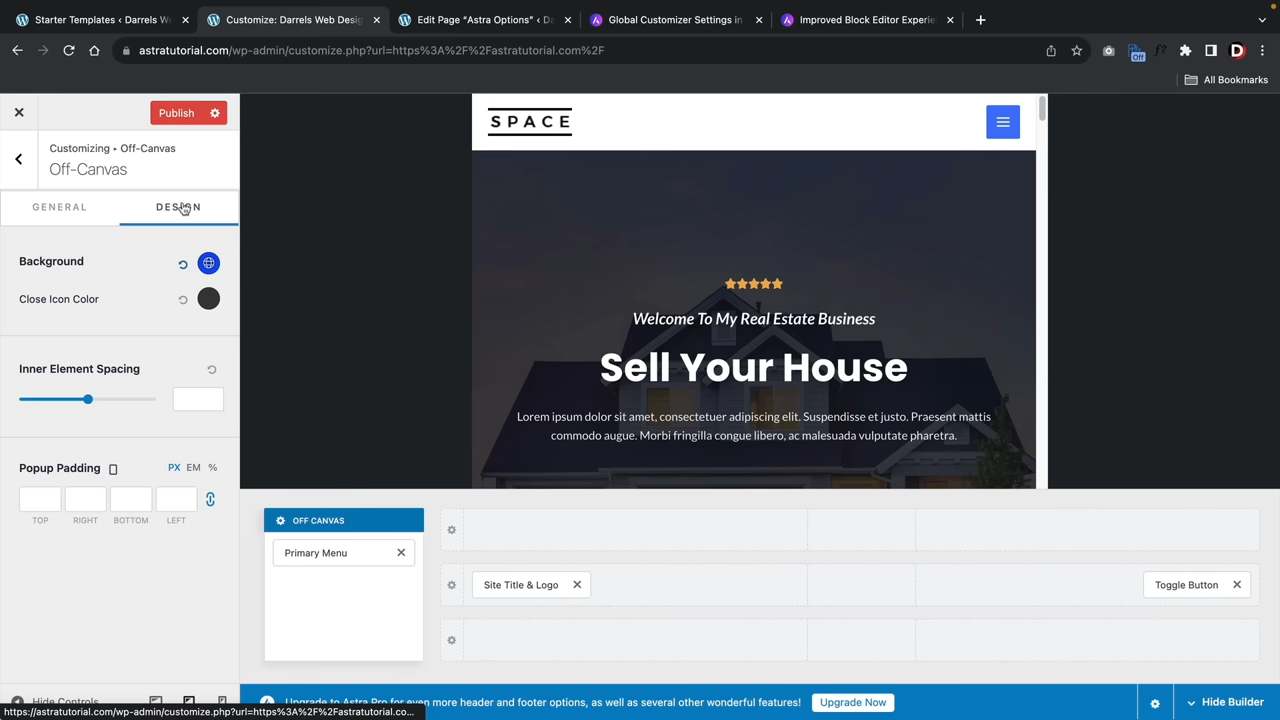 Starter Templates ‹ Darrels Web
Customize: Darrels Web Desig
Edit Page “Astra Options” ‹ Da
Global Customizer Settings in
Improved Block Editor Experie
astratutorial.com/wp-admin/customize.php?url=https%3A%2F%2Fastratutorial.com%2F
Off
D
All Bookmarks
Publish
Customizing ▸ Off-Canvas
Off-Canvas
GENERAL
DESIGN
Background
Close Icon Color
Inner Element Spacing
Popup Padding
PX EM %
TOP RIGHT BOTTOM LEFT
SPACE
Welcome To My Real Estate Business
Sell Your House
Lorem ipsum dolor sit amet, consectetuer adipiscing elit. Suspendisse et justo. Praesent mattis
commodo augue. Morbi fringilla congue libero, ac malesuada vulputate pharetra.
OFF CANVAS
Primary Menu
Site Title & Logo
Toggle Button
Hide Controls
Upgrade to Astra Pro for even more header and footer options, as well as several other wonderful features!
Upgrade Now
Hide Builder
https://astratutorial.com/wp-admin/customize.php?url=https%3A%2F%2Fastratutorial.co...